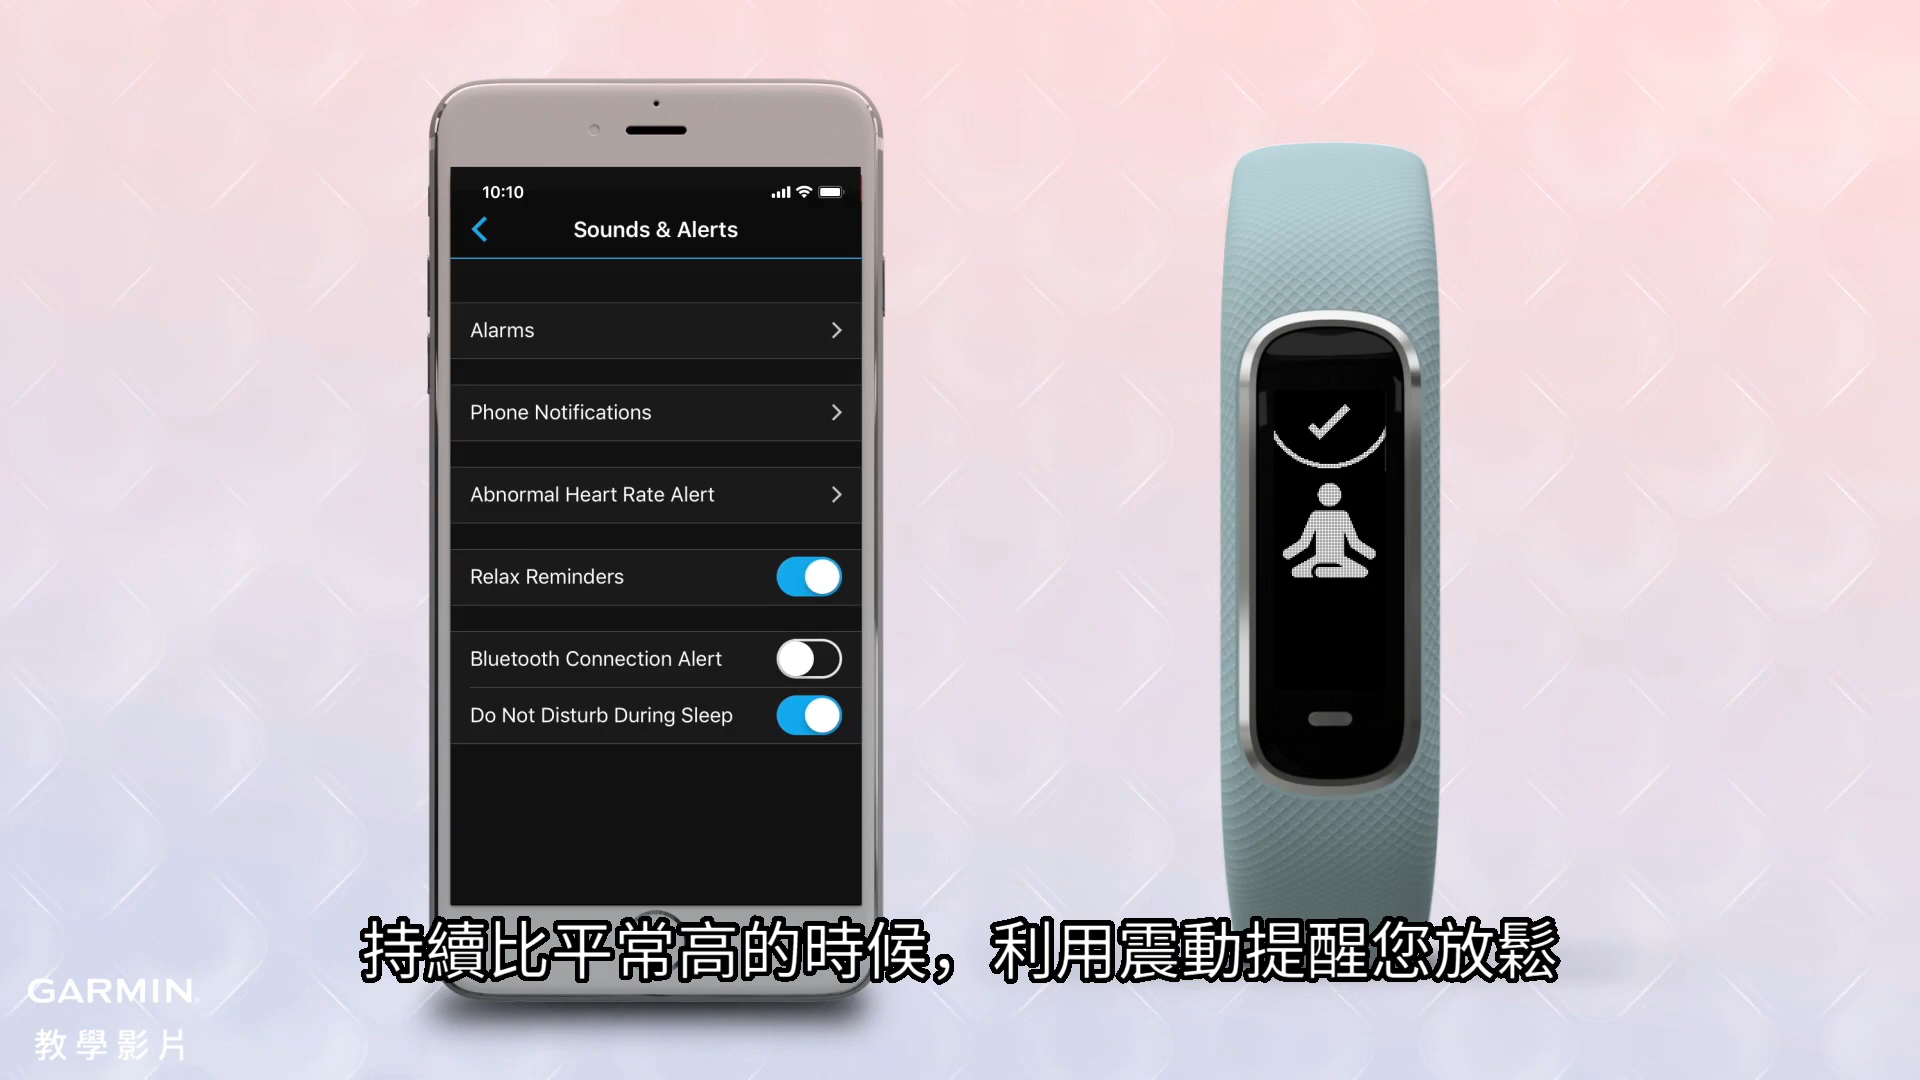 10:10
Sounds & Alerts
Alarms
Phone Notifications
Abnormal Heart Rate Alert
Relax Reminders
Bluetooth Connection Alert
Do Not Disturb During Sleep
持續比平常高的時候，利用震動提醒您放鬆
GARMIN
教學影片